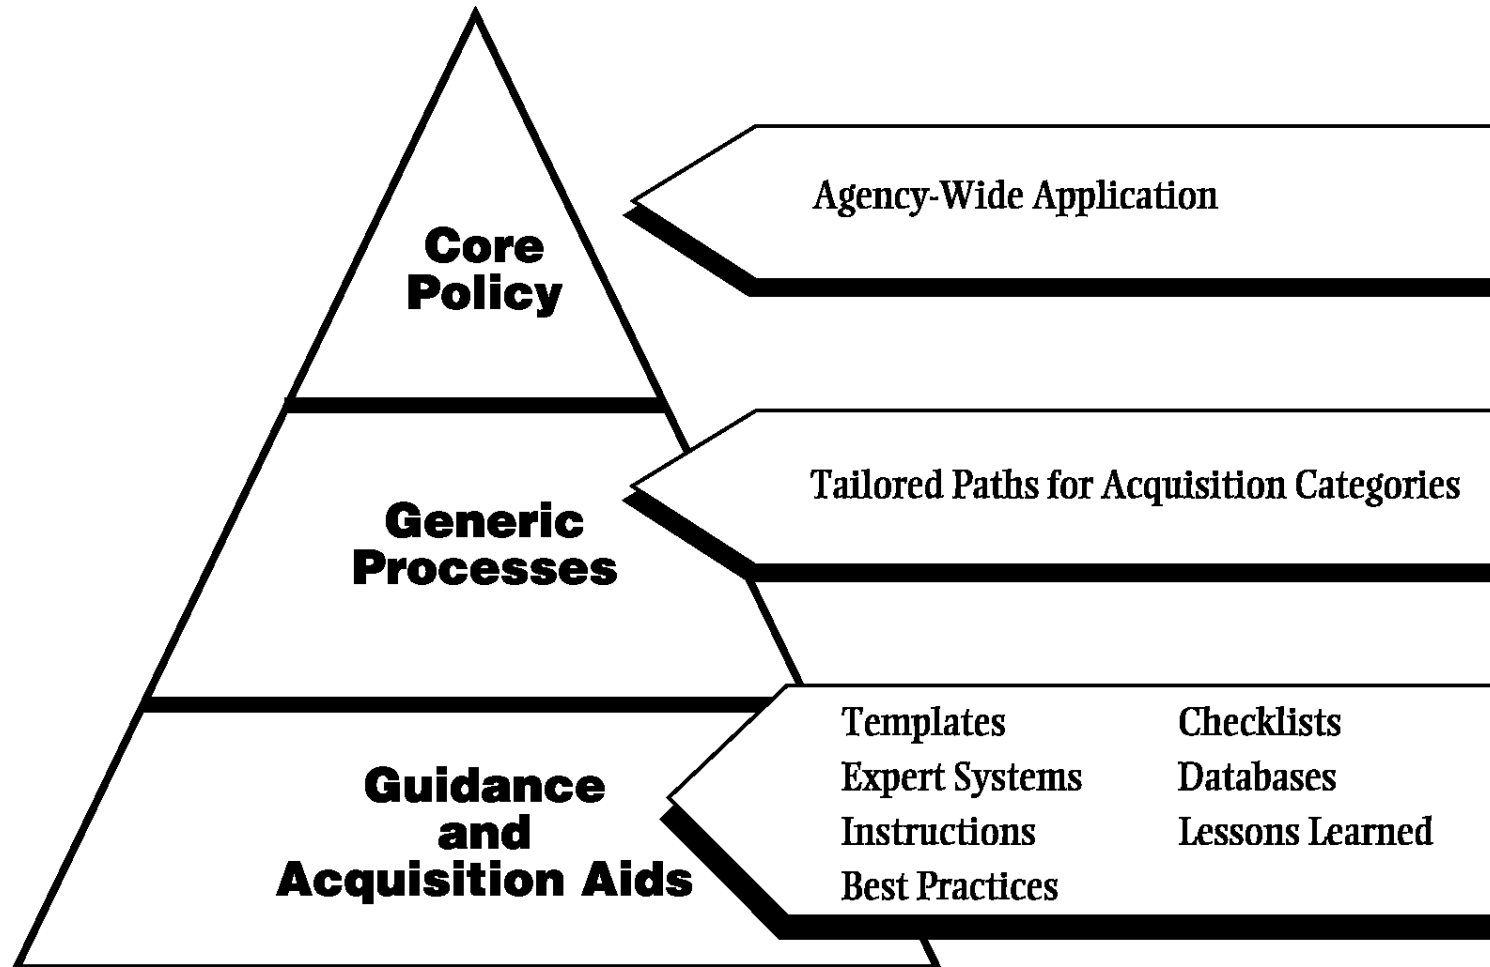 Core
Policy
Agency-Wide Application
Generic
Processes
Tailored Paths for Acquisition Categories
Guidance
and
Acquisition Aids
Templates
Expert Systems
Instructions
Best Practices
Checklists
Databases
Lessons Learned